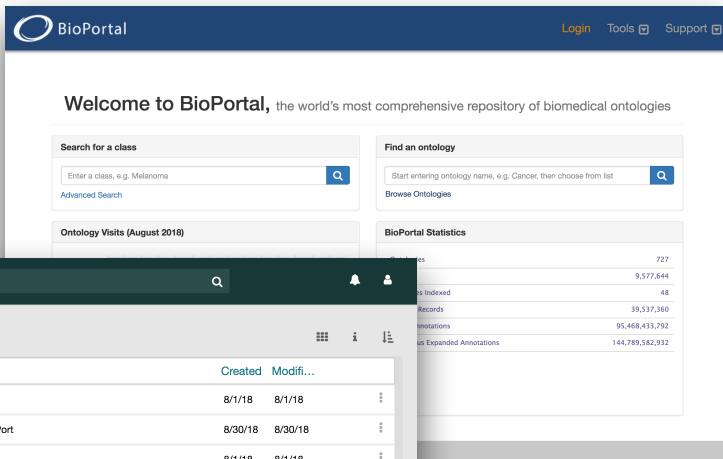 BioPortal
Login Tools Support
Welcome to BioPortal, the world's most comprehensive repository of biomedical ontologies
Search for a class
Enter a class, e.g. Melanoma
Advanced Search
Find an ontology
Start entering ontology name, e.g. Cancer, then choose from list
Browse Ontologies
Ontology Visits (August 2018)
BioPortal Statistics
727
9,577,644
Indexed 48
Records 39,537,360
95,468,433,792
Expanded Annotations 144,789,582,932
Created Modifi...
8/1/18 8/1/18
8/30/18 8/30/18